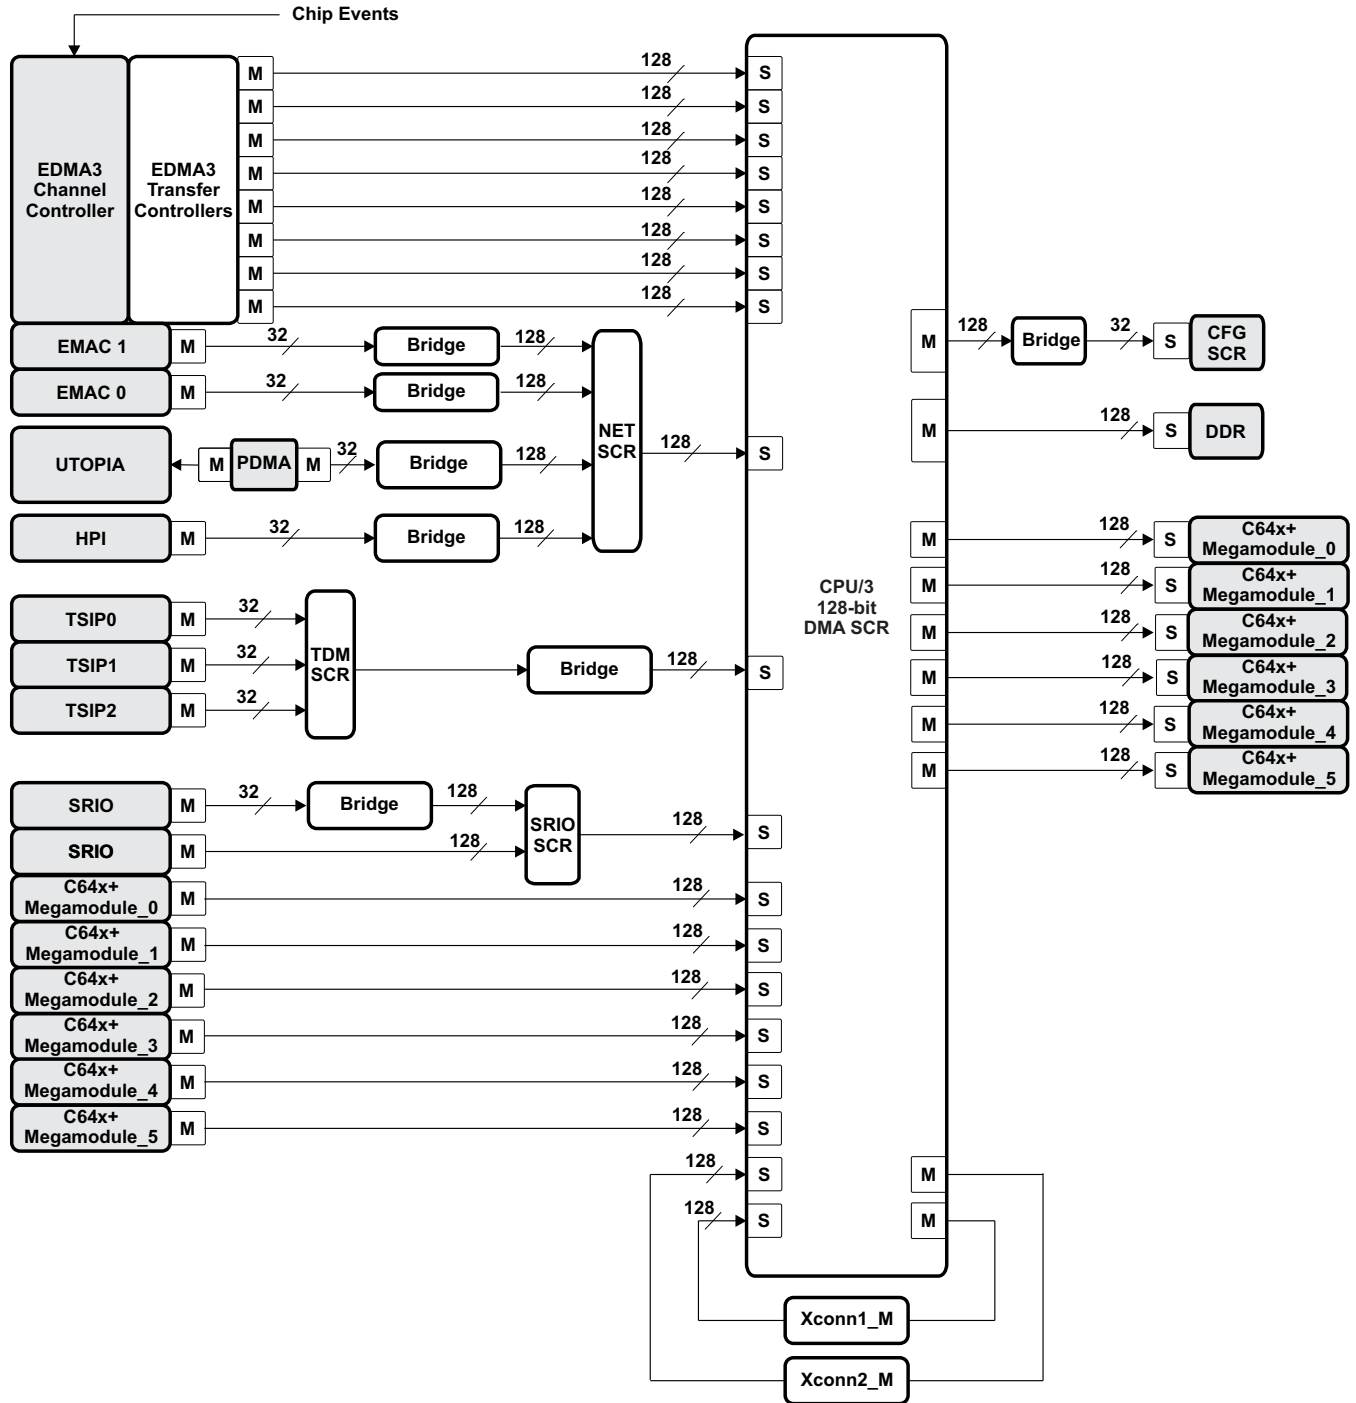 Chip Events
EDMA3
Channel
Controller
EDMA3
Transfer
Controllers
M 128 S
M 128 S
M 128 S
M 128 S
M 128 S
M 128 S
M 128 S
M 128 S
EMAC 1 M 32 Bridge 128
EMAC 0 M 32 Bridge 128
UTOPIA M PDMA M 32 Bridge 128
HPI M 32 Bridge 128
NET
SCR
128 S
TSIP0 M 32
TSIP1 M 32
TSIP2 M 32
TDM
SCR
Bridge 128 S
SRIO M 32 Bridge 128
SRIO M 128
SRIO
SCR
128 S
C64x+
Megamodule_0 M 128 S
C64x+
Megamodule_1 M 128 S
C64x+
Megamodule_2 M 128 S
C64x+
Megamodule_3 M 128 S
C64x+
Megamodule_4 M 128 S
C64x+
Megamodule_5 M 128 S
128 S
128 S
CPU/3
128-bit
DMA SCR
M 128 Bridge 32 S
CFG
SCR
M 128 S DDR
M 128 S
C64x+
Megamodule_0
M 128 S
C64x+
Megamodule_1
M 128 S
C64x+
Megamodule_2
M 128 S
C64x+
Megamodule_3
M 128 S
C64x+
Megamodule_4
M 128 S
C64x+
Megamodule_5
M
M
Xconn1_M
Xconn2_M